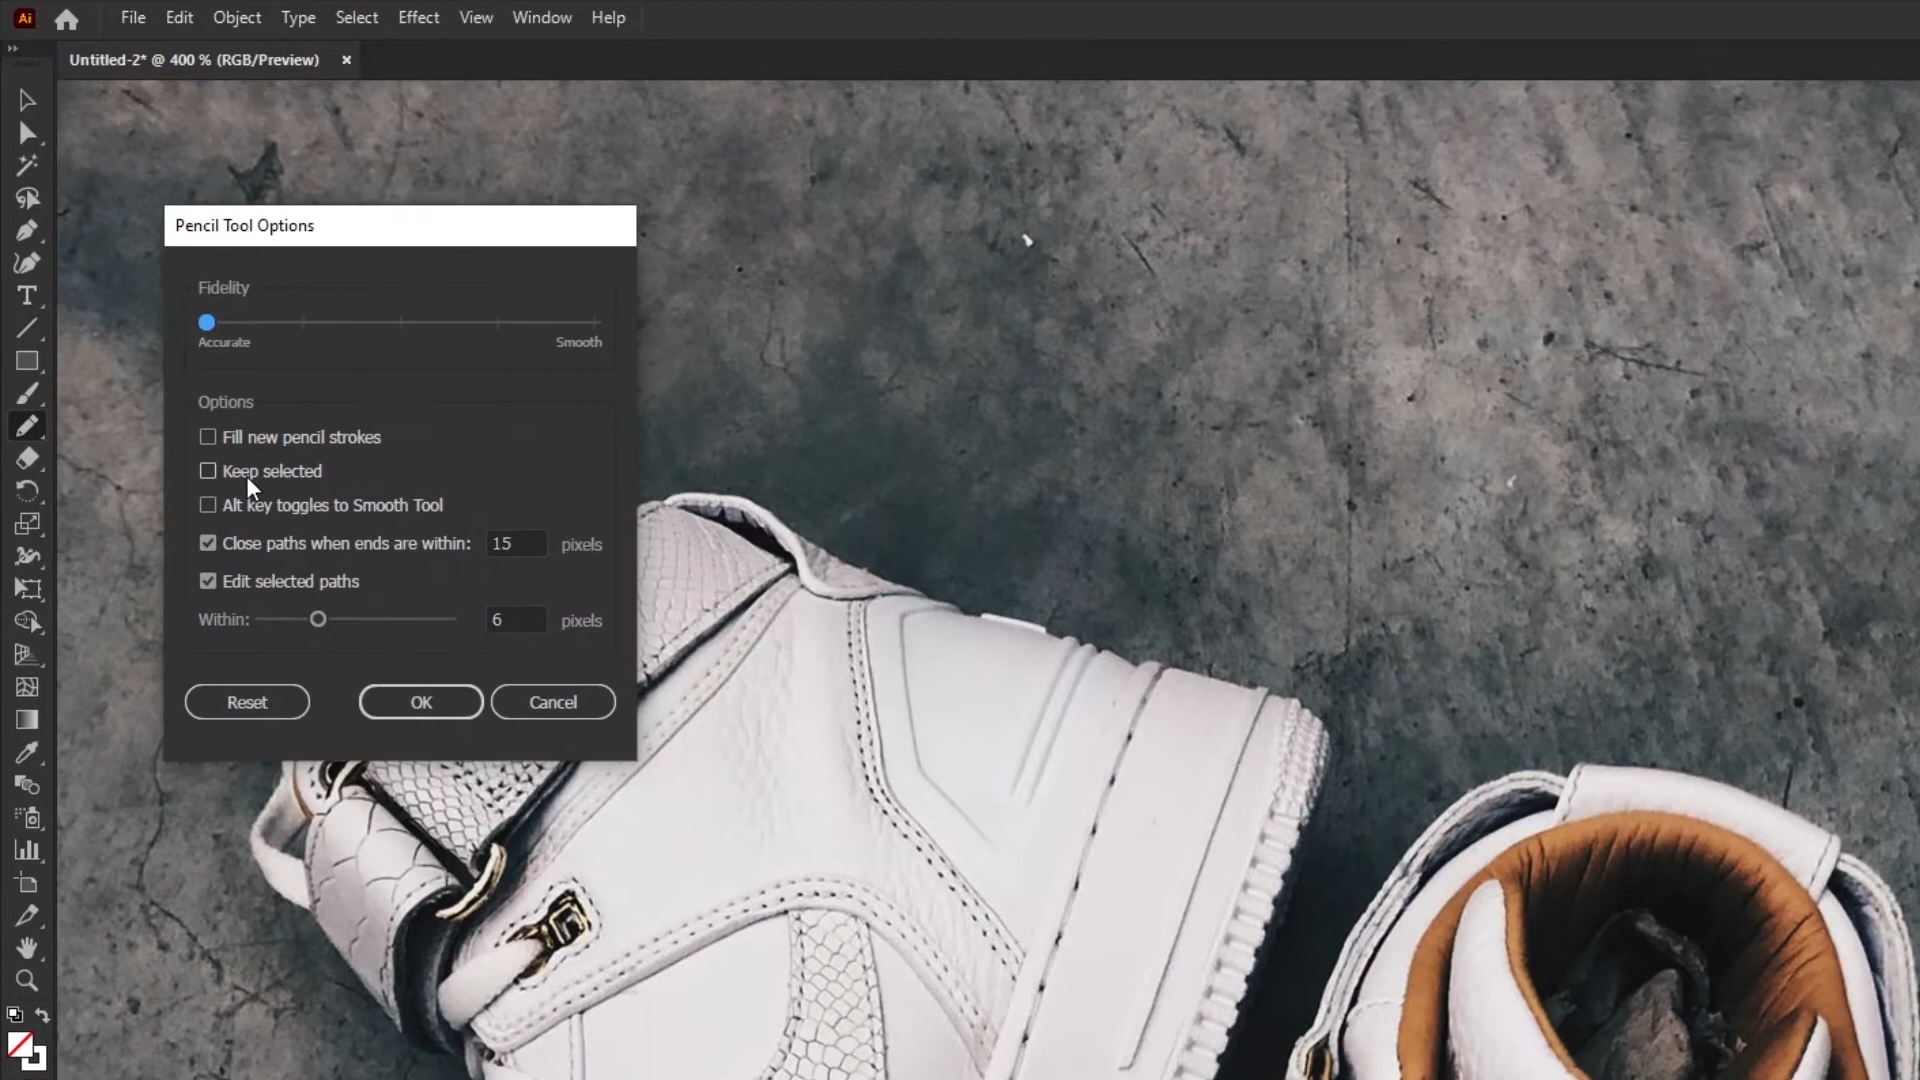 Ai File Edit Object Type Select Effect View Window Help
Untitled-2* @ 400 % (RGB/Preview) ×
Pencil Tool Options
Fidelity
Accurate Smooth
Options
Fill new pencil strokes
Keep selected
Alt key toggles to Smooth Tool
Close paths when ends are within: 15 pixels
Edit selected paths
Within: 6 pixels
Reset OK Cancel